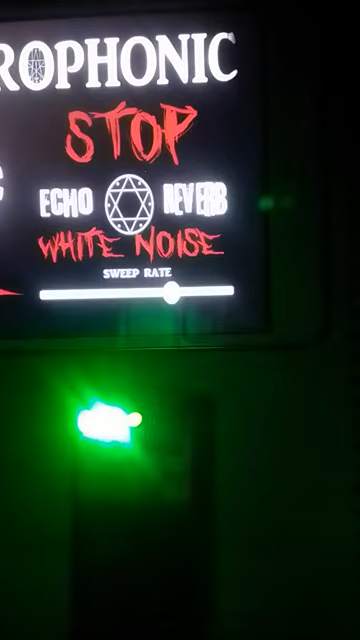 ROPHONIC
STOP
ECHO REVERB
WHITE NOISE
SWEEP RATE